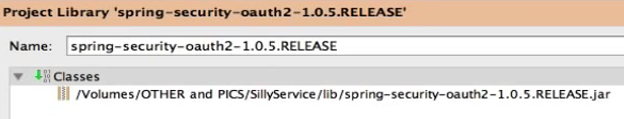 Project Library 'spring-security-oauth2-1.0.5.RELEASE'
Name: spring-security-oauth2-1.0.5.RELEASE
Classes
/Volumes/OTHER and PICS/SillyService/lib/spring-security-oauth2-1.0.5.RELEASE.jar